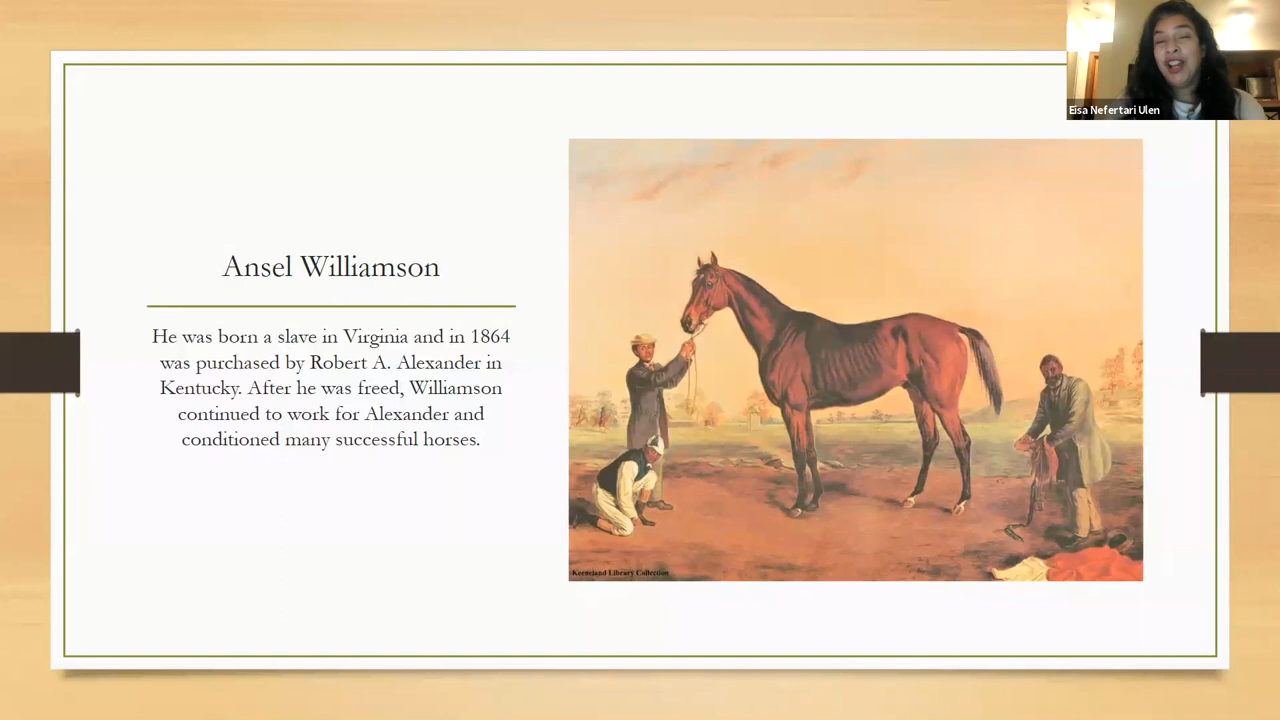 Eisa Nefertari Ulen
Ansel Williamson
He was born a slave in Virginia and in 1864
was purchased by Robert A. Alexander in
Kentucky. After he was freed, Williamson
continued to work for Alexander and
conditioned many successful horses.
Keeneland Library Collection